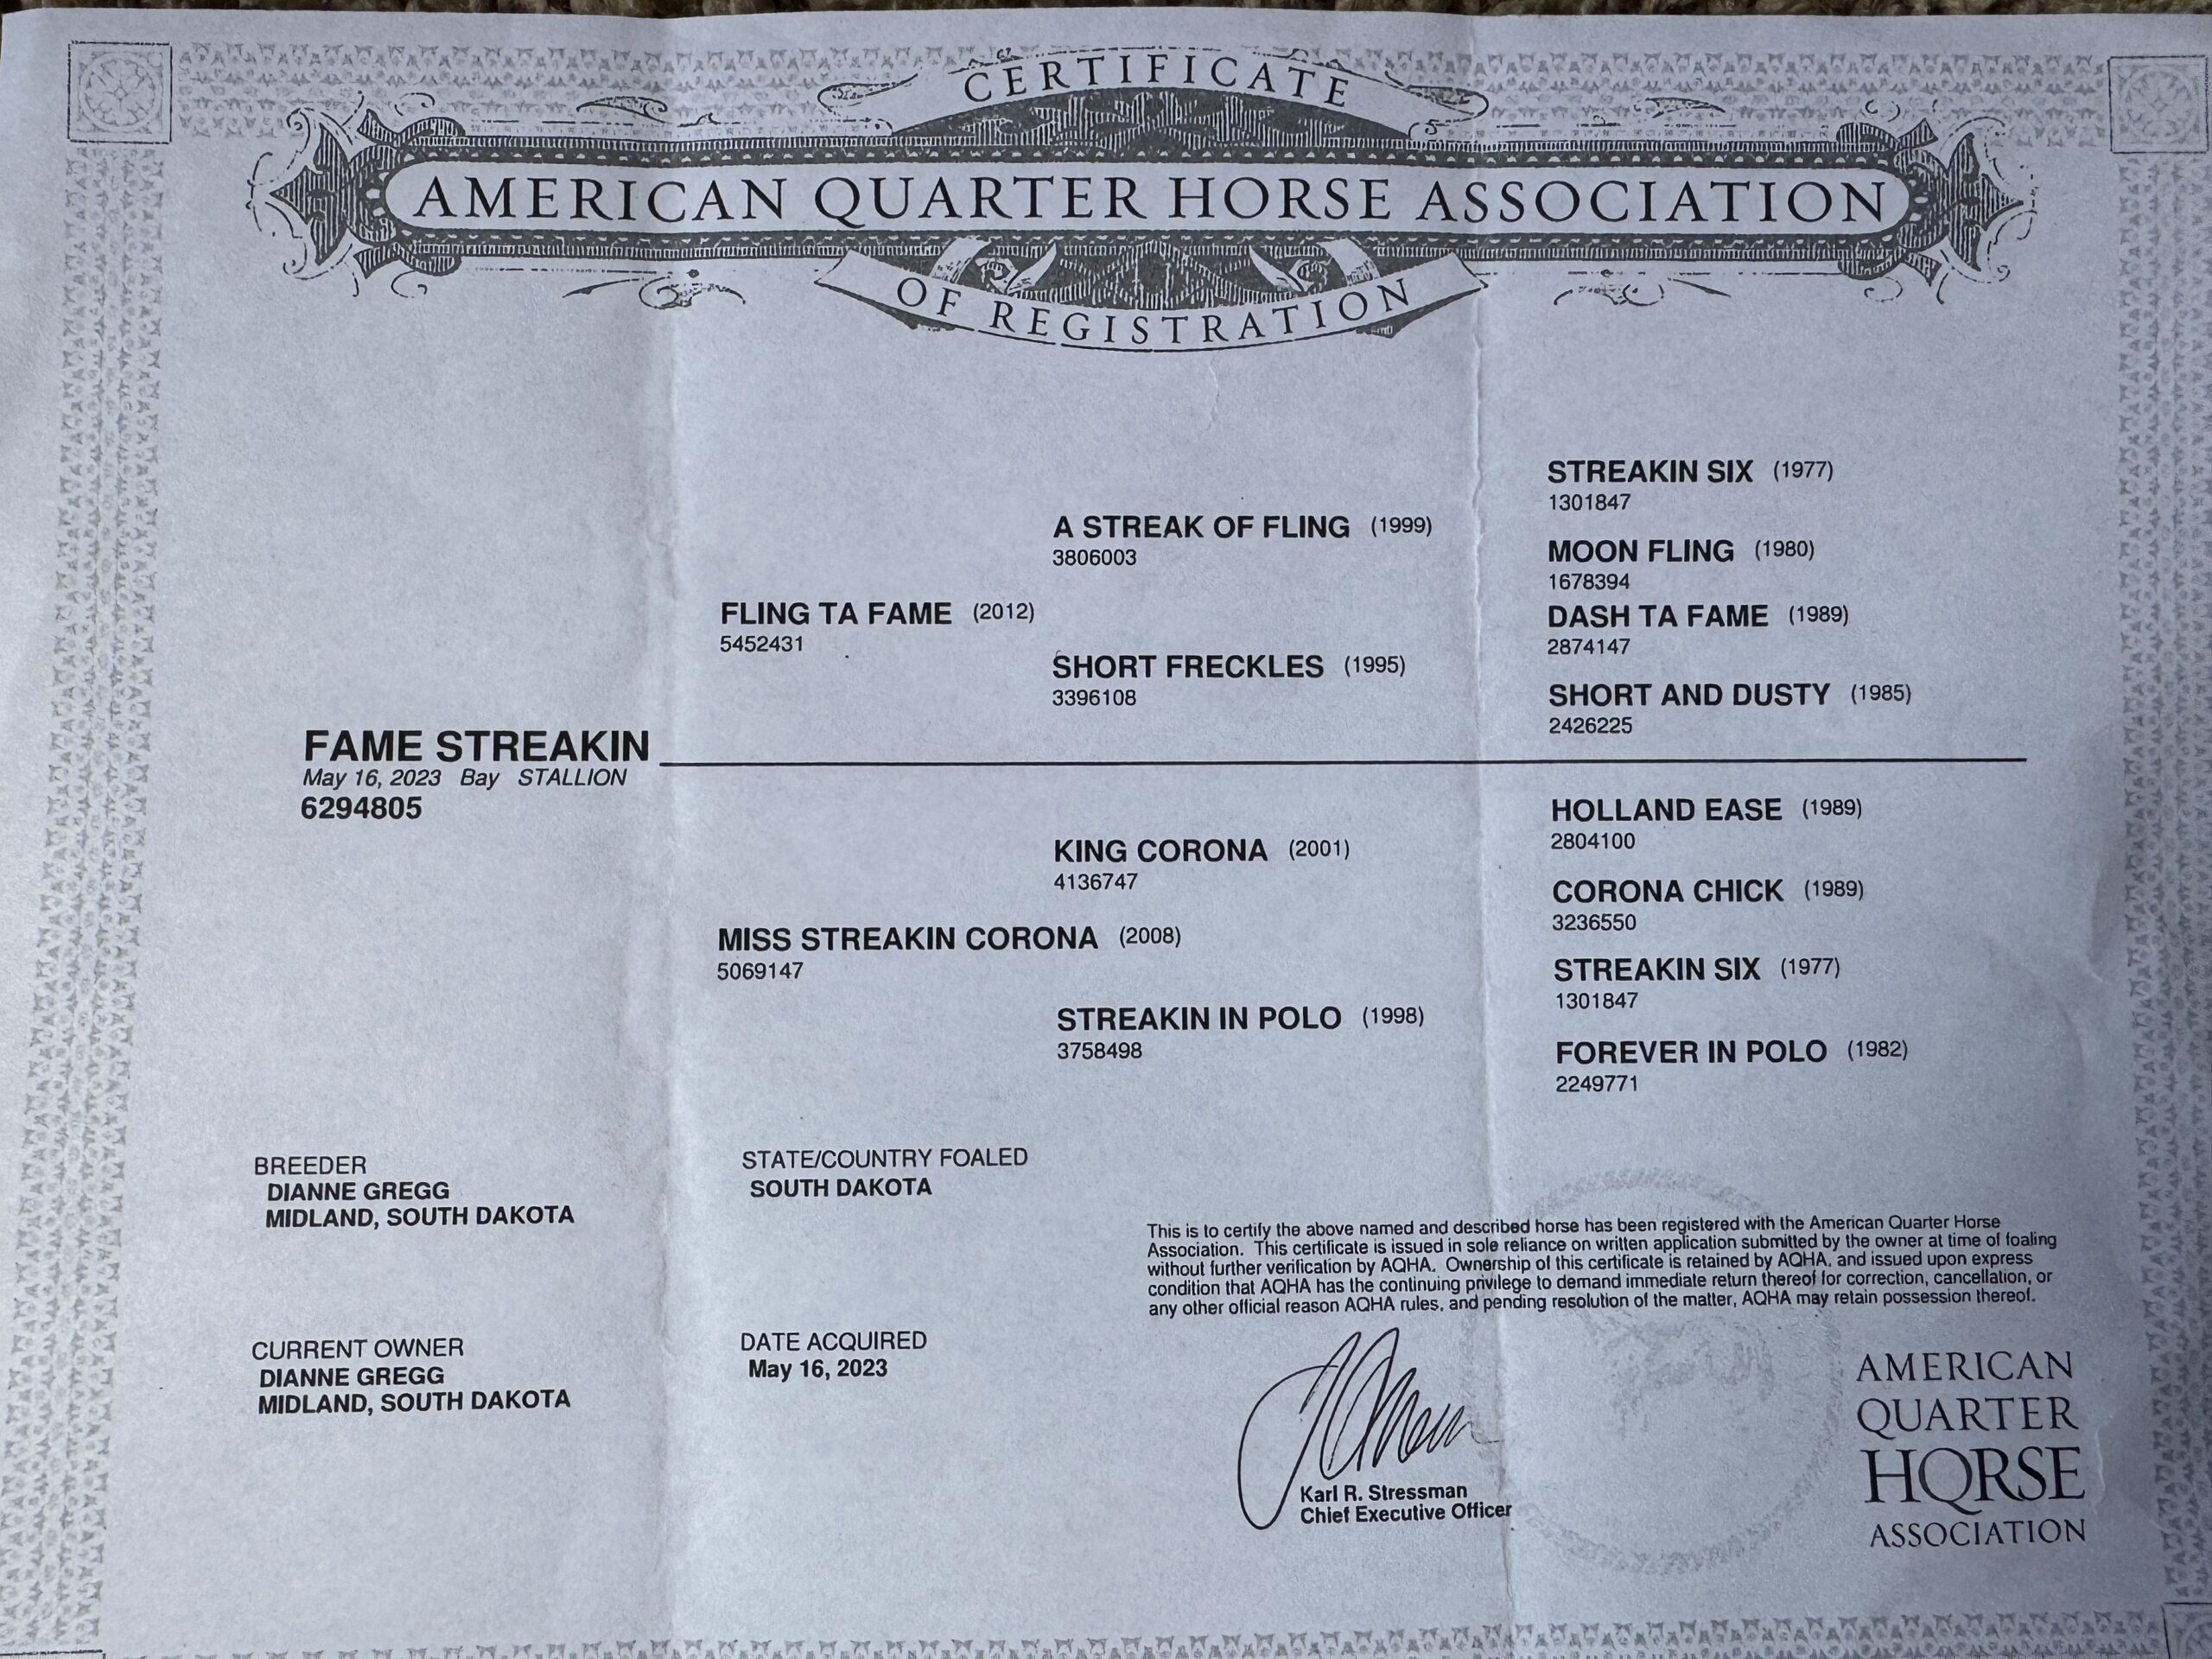 CERTIFICATE
AMERICAN QUARTER HORSE ASSOCIATION
OF REGISTRATION
STREAKIN SIX (1977)
1301847
A STREAK OF FLING (1999)
3806003
MOON FLING (1980)
1678394
FLING TA FAME (2012)
5452431
DASH TA FAME (1989)
2874147
SHORT FRECKLES (1995)
3396108
SHORT AND DUSTY (1985)
2426225
FAME STREAKIN
May 16, 2023 Bay STALLION
6294805
HOLLAND EASE (1989)
2804100
KING CORONA (2001)
4136747
CORONA CHICK (1989)
3236550
MISS STREAKIN CORONA (2008)
5069147
STREAKIN SIX (1977)
1301847
STREAKIN IN POLO (1998)
3758498
FOREVER IN POLO (1982)
2249771
BREEDER
DIANNE GREGG
MIDLAND, SOUTH DAKOTA
STATE/COUNTRY FOALED
SOUTH DAKOTA
This is to certify the above named and described horse has been registered with the American Quarter Horse
Association. This certificate is issued in sole reliance on written application submitted by the owner at time of foaling
without further verification by AQHA. Ownership of this certificate is retained by AQHA, and issued upon express
condition that AQHA has the continuing privilege to demand immediate return thereof for correction, cancellation, or
any other official reason AQHA rules, and pending resolution of the matter, AQHA may retain possession thereof.
CURRENT OWNER
DIANNE GREGG
MIDLAND, SOUTH DAKOTA
DATE ACQUIRED
May 16, 2023
Karl R. Stressman
Chief Executive Officer
AMERICAN
QUARTER
HORSE
ASSOCIATION